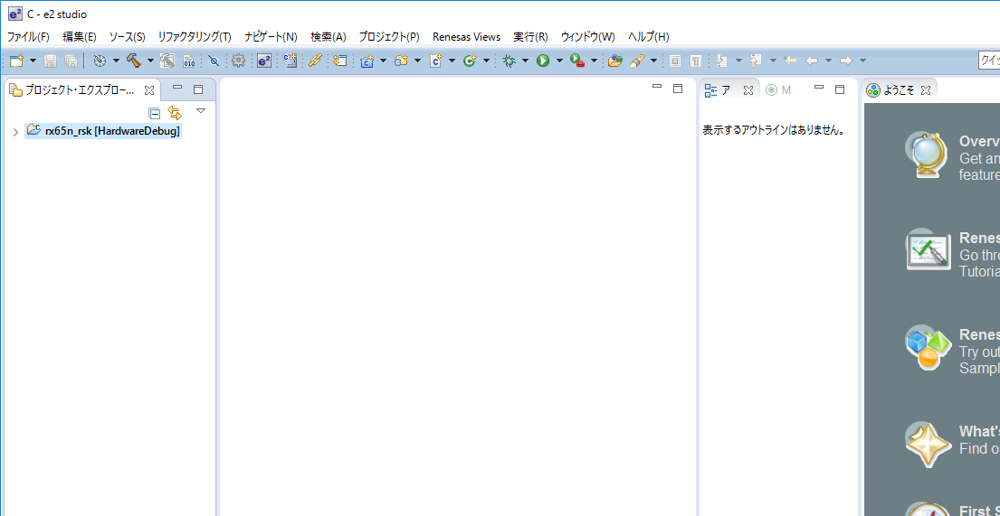 C - e2 studio
ファイル(F) 編集(E) ソース(S) リファクタリング(T) ナビゲート(N) 検索(A) プロジェクト(P) Renesas Views 実行(R) ウィンドウ(W) ヘルプ(H)
クイッ
プロジェクト・エクスプロー...
ア
M
ようこそ
rx65n_rsk [HardwareDebug]
表示するアウトラインはありません。
Overv
Get an
feature
Renes
Go thro
Tutoria
Renes
Try out
Sampl
What's
Find o
First S